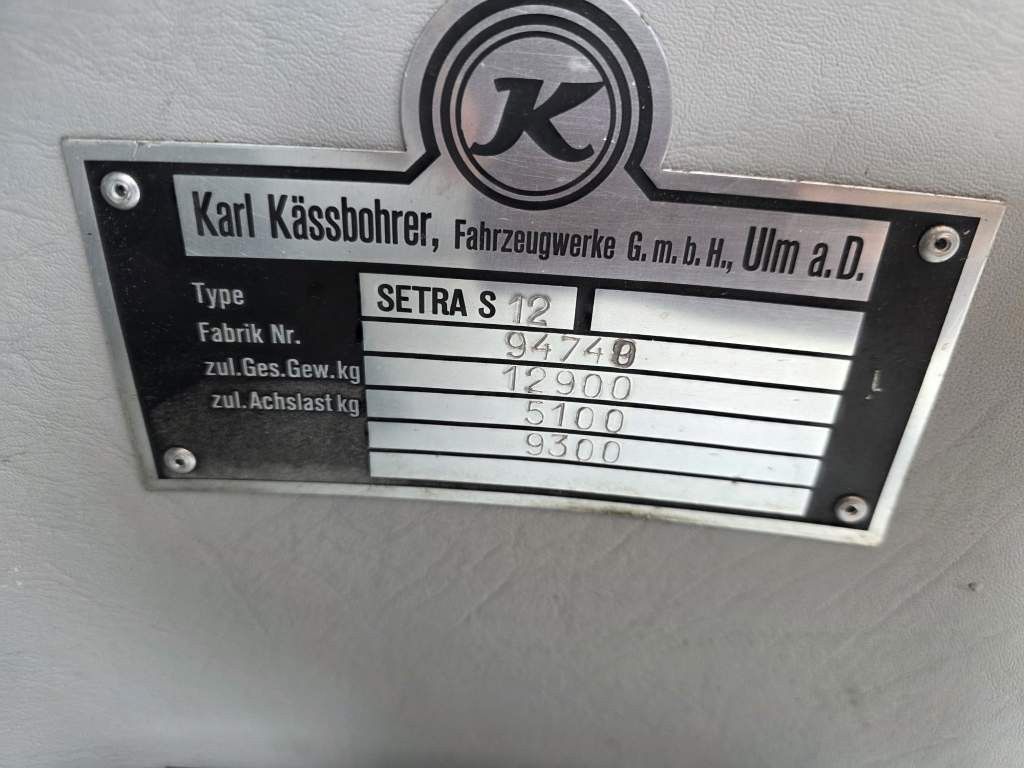 K
Karl Kässbohrer, Fahrzeugwerke G. m. b. H., Ulm a. D.
Type SETRA S 12
Fabrik Nr.
zul. Ges. Gew. kg 12900
zul. Achslast kg 5100
9300